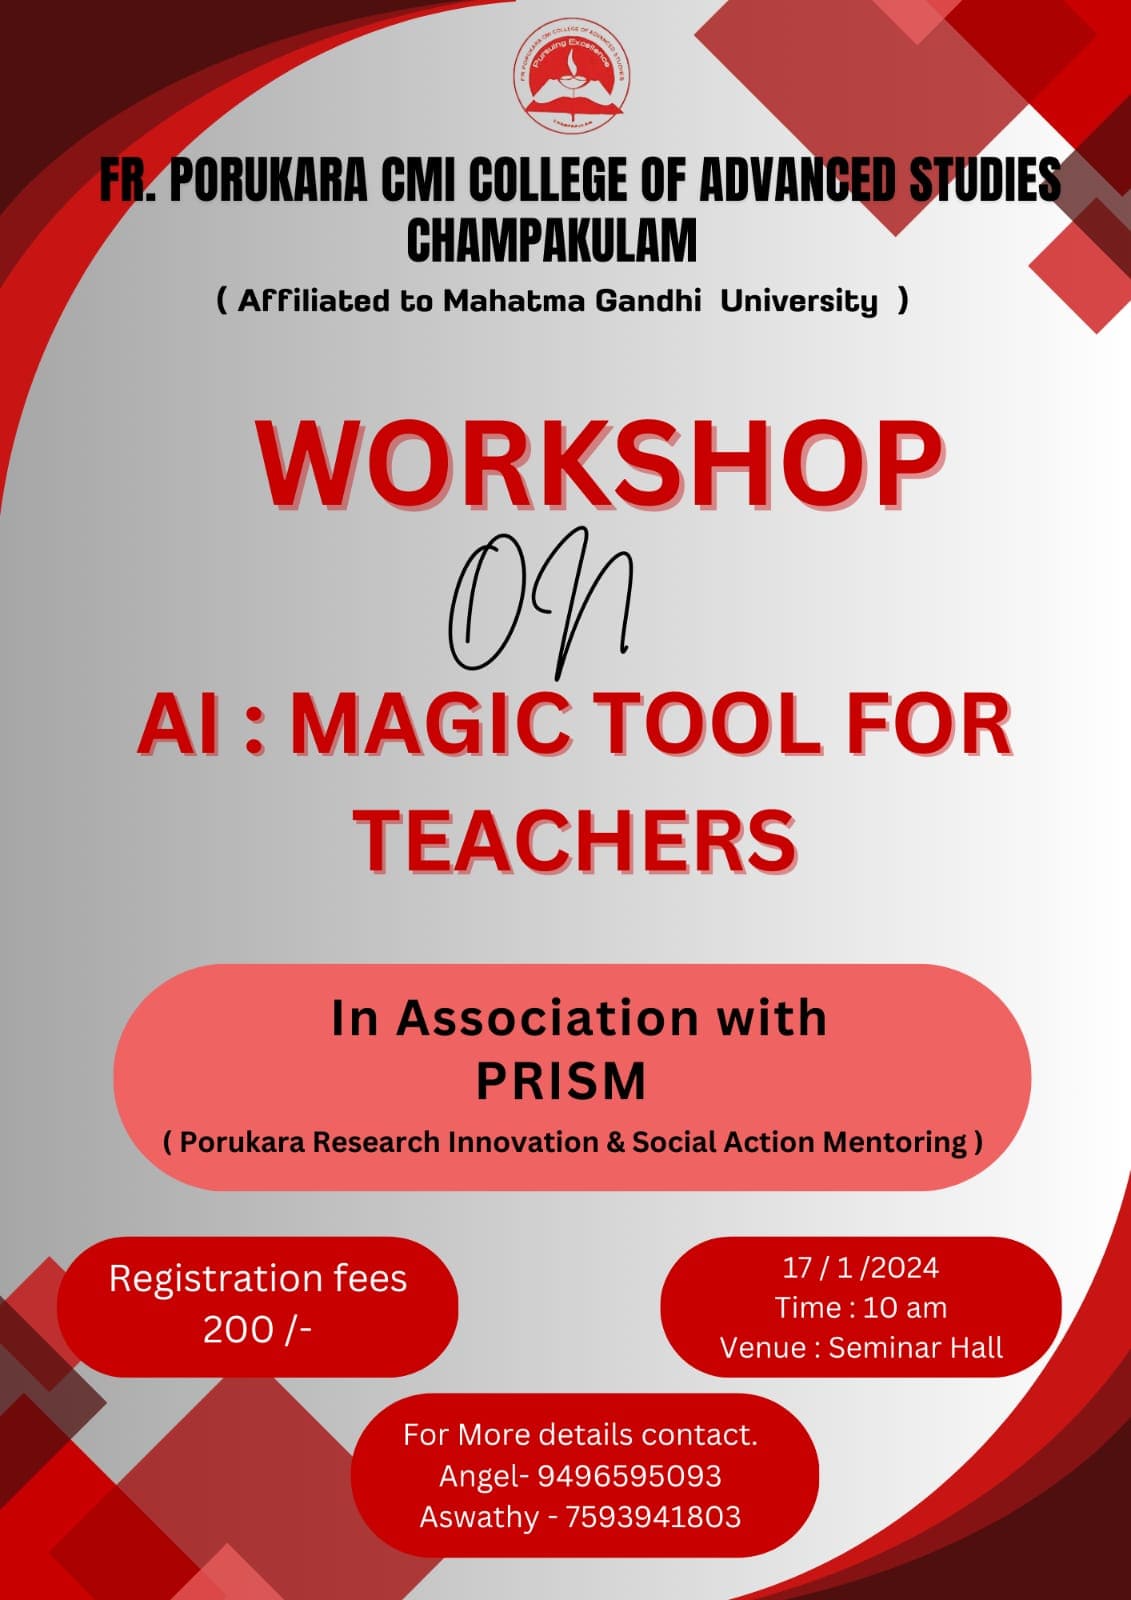 FR PORUKARA CMI COLLEGE OF ADVANCED STUDIES
Pursuing Excellence
CHAMPAKULAM
FR. PORUKARA CMI COLLEGE OF ADVANCED STUDIES
CHAMPAKULAM
( Affiliated to Mahatma Gandhi University )
WORKSHOP
ON
AI : MAGIC TOOL FOR
TEACHERS
In Association with
PRISM
( Porukara Research Innovation & Social Action Mentoring )
Registration fees
200 /-
17 / 1 /2024
Time : 10 am
Venue : Seminar Hall
For More details contact.
Angel- 9496595093
Aswathy - 7593941803